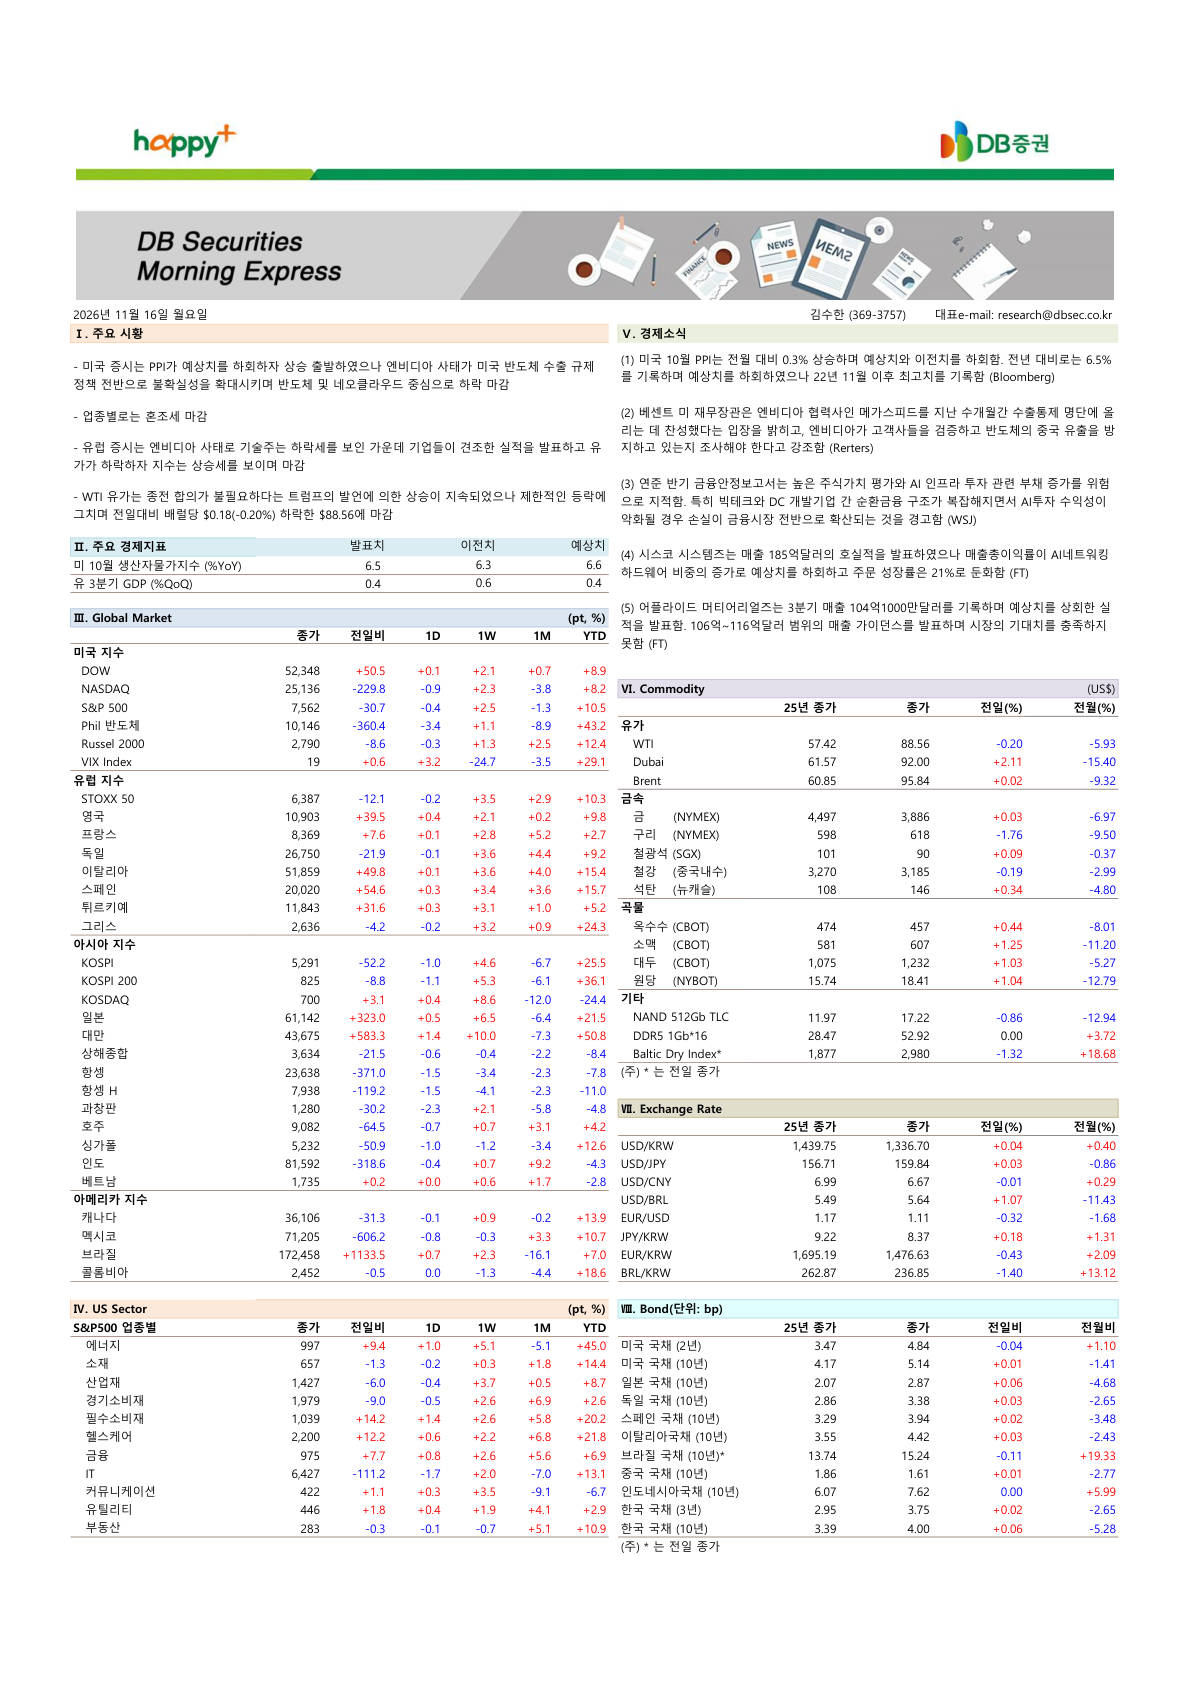 happy+
DB증권
DB Securities
Morning Express
FINANCE
NEWS
NEWS
NEWS
2026년 11월 16일 월요일
김수한 (369-3757) 대표e-mail: research@dbsec.co.kr
Ⅰ. 주요 시황
- 미국 증시는 PPI가 예상치를 하회하자 상승 출발하였으나 엔비디아 사태가 미국 반도체 수출 규제
정책 전반으로 불확실성을 확대시키며 반도체 및 네오클라우드 중심으로 하락 마감
- 업종별로는 혼조세 마감
- 유럽 증시는 엔비디아 사태로 기술주는 하락세를 보인 가운데 기업들이 견조한 실적을 발표하고 유
가가 하락하자 지수는 상승세를 보이며 마감
- WTI 유가는 종전 합의가 불필요하다는 트럼프의 발언에 의한 상승이 지속되었으나 제한적인 등락에
그치며 전일대비 배럴당 $0.18(-0.20%) 하락한 $88.56에 마감
Ⅱ. 주요 경제지표 발표치 이전치 예상치
미 10월 생산자물가지수 (%YoY) 6.5 6.3 6.6
유 3분기 GDP (%QoQ) 0.4 0.6 0.4
Ⅲ. Global Market (pt, %)
종가 전일비 1D 1W 1M YTD
미국 지수
DOW 52,348 +50.5 +0.1 +2.1 +0.7 +8.9
NASDAQ 25,136 -229.8 -0.9 +2.3 -3.8 +8.2
S&P 500 7,562 -30.7 -0.4 +2.5 -1.3 +10.5
Phil 반도체 10,146 -360.4 -3.4 +1.1 -8.9 +43.2
Russel 2000 2,790 -8.6 -0.3 +1.3 +2.5 +12.4
VIX Index 19 +0.6 +3.2 -24.7 -3.5 +29.1
유럽 지수
STOXX 50 6,387 -12.1 -0.2 +3.5 +2.9 +10.3
영국 10,903 +39.5 +0.4 +2.1 +0.2 +9.8
프랑스 8,369 +7.6 +0.1 +2.8 +5.2 +2.7
독일 26,750 -21.9 -0.1 +3.6 +4.4 +9.2
이탈리아 51,859 +49.8 +0.1 +3.6 +4.0 +15.4
스페인 20,020 +54.6 +0.3 +3.4 +3.6 +15.7
튀르키예 11,843 +31.6 +0.3 +3.1 +1.0 +5.2
그리스 2,636 -4.2 -0.2 +3.2 +0.9 +24.3
아시아 지수
KOSPI 5,291 -52.2 -1.0 +4.6 -6.7 +25.5
KOSPI 200 825 -8.8 -1.1 +5.3 -6.1 +36.1
KOSDAQ 700 +3.1 +0.4 +8.6 -12.0 -24.4
일본 61,142 +323.0 +0.5 +6.5 -6.4 +21.5
대만 43,675 +583.3 +1.4 +10.0 -7.3 +50.8
상해종합 3,634 -21.5 -0.6 -0.4 -2.2 -8.4
항셍 23,638 -371.0 -1.5 -3.4 -2.3 -7.8
항셍 H 7,938 -119.2 -1.5 -4.1 -2.3 -11.0
과창판 1,280 -30.2 -2.3 +2.1 -5.8 -4.8
호주 9,082 -64.5 -0.7 +0.7 +3.1 +4.2
싱가폴 5,232 -50.9 -1.0 -1.2 -3.4 +12.6
인도 81,592 -318.6 -0.4 +0.7 +9.2 -4.3
베트남 1,735 +0.2 +0.0 +0.6 +1.7 -2.8
아메리카 지수
캐나다 36,106 -31.3 -0.1 +0.9 -0.2 +13.9
멕시코 71,205 -606.2 -0.8 -0.3 +3.3 +10.7
브라질 172,458 +1133.5 +0.7 +2.3 -16.1 +7.0
콜롬비아 2,452 -0.5 0.0 -1.3 -4.4 +18.6
Ⅳ. US Sector (pt, %)
S&P500 업종별 종가 전일비 1D 1W 1M YTD
에너지 997 +9.4 +1.0 +5.1 -5.1 +45.0
소재 657 -1.3 -0.2 +0.3 +1.8 +14.4
산업재 1,427 -6.0 -0.4 +3.7 +0.5 +8.7
경기소비재 1,979 -9.0 -0.5 +2.6 +6.9 +2.6
필수소비재 1,039 +14.2 +1.4 +2.6 +5.8 +20.2
헬스케어 2,200 +12.2 +0.6 +2.2 +6.8 +21.8
금융 975 +7.7 +0.8 +2.6 +5.6 +6.9
IT 6,427 -111.2 -1.7 +2.0 -7.0 +13.1
커뮤니케이션 422 +1.1 +0.3 +3.5 -9.1 -6.7
유틸리티 446 +1.8 +0.4 +1.9 +4.1 +2.9
부동산 283 -0.3 -0.1 -0.7 +5.1 +10.9
Ⅴ. 경제소식
(1) 미국 10월 PPI는 전월 대비 0.3% 상승하며 예상치와 이전치를 하회함. 전년 대비로는 6.5%
를 기록하며 예상치를 하회하였으나 22년 11월 이후 최고치를 기록함 (Bloomberg)
(2) 베센트 미 재무장관은 엔비디아 협력사인 메가스피드를 지난 수개월간 수출통제 명단에 올
리는 데 찬성했다는 입장을 밝히고, 엔비디아가 고객사들을 검증하고 반도체의 중국 유출을 방
지하고 있는지 조사해야 한다고 강조함 (Rerters)
(3) 연준 반기 금융안정보고서는 높은 주식가치 평가와 AI 인프라 투자 관련 부채 증가를 위험
으로 지적함. 특히 빅테크와 DC 개발기업 간 순환금융 구조가 복잡해지면서 AI투자 수익성이
악화될 경우 손실이 금융시장 전반으로 확산되는 것을 경고함 (WSJ)
(4) 시스코 시스템즈는 매출 185억달러의 호실적을 발표하였으나 매출총이익률이 AI네트워킹
하드웨어 비중의 증가로 예상치를 하회하고 주문 성장률은 21%로 둔화함 (FT)
(5) 어플라이드 머티어리얼즈는 3분기 매출 104억1000만달러를 기록하며 예상치를 상회한 실
적을 발표함. 106억~116억달러 범위의 매출 가이던스를 발표하며 시장의 기대치를 충족하지
못함 (FT)
Ⅵ. Commodity (US$)
25년 종가 종가 전일(%) 전월(%)
유가
WTI 57.42 88.56 -0.20 -5.93
Dubai 61.57 92.00 +2.11 -15.40
Brent 60.85 95.84 +0.02 -9.32
금속
금 (NYMEX) 4,497 3,886 +0.03 -6.97
구리 (NYMEX) 598 618 -1.76 -9.50
철광석 (SGX) 101 90 +0.09 -0.37
철강 (중국내수) 3,270 3,185 -0.19 -2.99
석탄 (뉴캐슬) 108 146 +0.34 -4.80
곡물
옥수수 (CBOT) 474 457 +0.44 -8.01
소맥 (CBOT) 581 607 +1.25 -11.20
대두 (CBOT) 1,075 1,232 +1.03 -5.27
원당 (NYBOT) 15.74 18.41 +1.04 -12.79
기타
NAND 512Gb TLC 11.97 17.22 -0.86 -12.94
DDR5 1Gb*16 28.47 52.92 0.00 +3.72
Baltic Dry Index* 1,877 2,980 -1.32 +18.68
(주) * 는 전일 종가
Ⅶ. Exchange Rate
25년 종가 종가 전일(%) 전월(%)
USD/KRW 1,439.75 1,336.70 +0.04 +0.40
USD/JPY 156.71 159.84 +0.03 -0.86
USD/CNY 6.99 6.67 -0.01 +0.29
USD/BRL 5.49 5.64 +1.07 -11.43
EUR/USD 1.17 1.11 -0.32 -1.68
JPY/KRW 9.22 8.37 +0.18 +1.31
EUR/KRW 1,695.19 1,476.63 -0.43 +2.09
BRL/KRW 262.87 236.85 -1.40 +13.12
Ⅷ. Bond(단위: bp)
25년 종가 종가 전일비 전월비
미국 국채 (2년) 3.47 4.84 -0.04 +1.10
미국 국채 (10년) 4.17 5.14 +0.01 -1.41
일본 국채 (10년) 2.07 2.87 +0.06 -4.68
독일 국채 (10년) 2.86 3.38 +0.03 -2.65
스페인 국채 (10년) 3.29 3.94 +0.02 -3.48
이탈리아국채 (10년) 3.55 4.42 +0.03 -2.43
브라질 국채 (10년)* 13.74 15.24 -0.11 +19.33
중국 국채 (10년) 1.86 1.61 +0.01 -2.77
인도네시아국채 (10년) 6.07 7.62 0.00 +5.99
한국 국채 (3년) 2.95 3.75 +0.02 -2.65
한국 국채 (10년) 3.39 4.00 +0.06 -5.28
(주) * 는 전일 종가